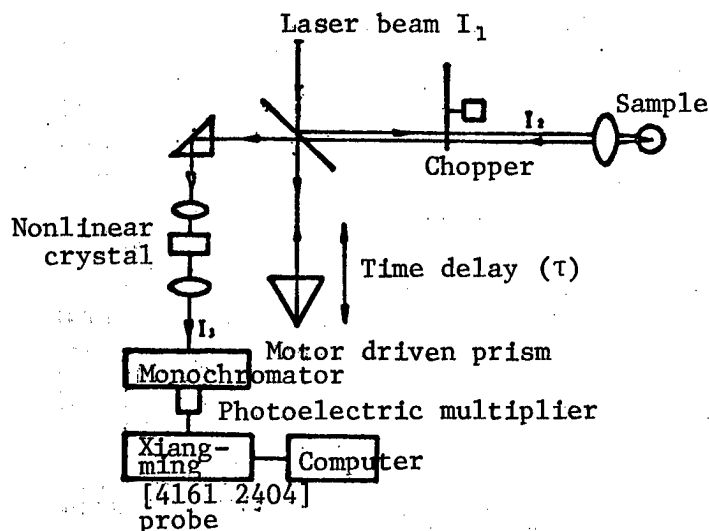 Laser beam I1
Sample
I2
Chopper
Nonlinear
crystal
Time delay (τ)
I3
Motor driven prism
Monochromator
Photoelectric multiplier
Xiang-
ming
[4161 2404]
probe
Computer